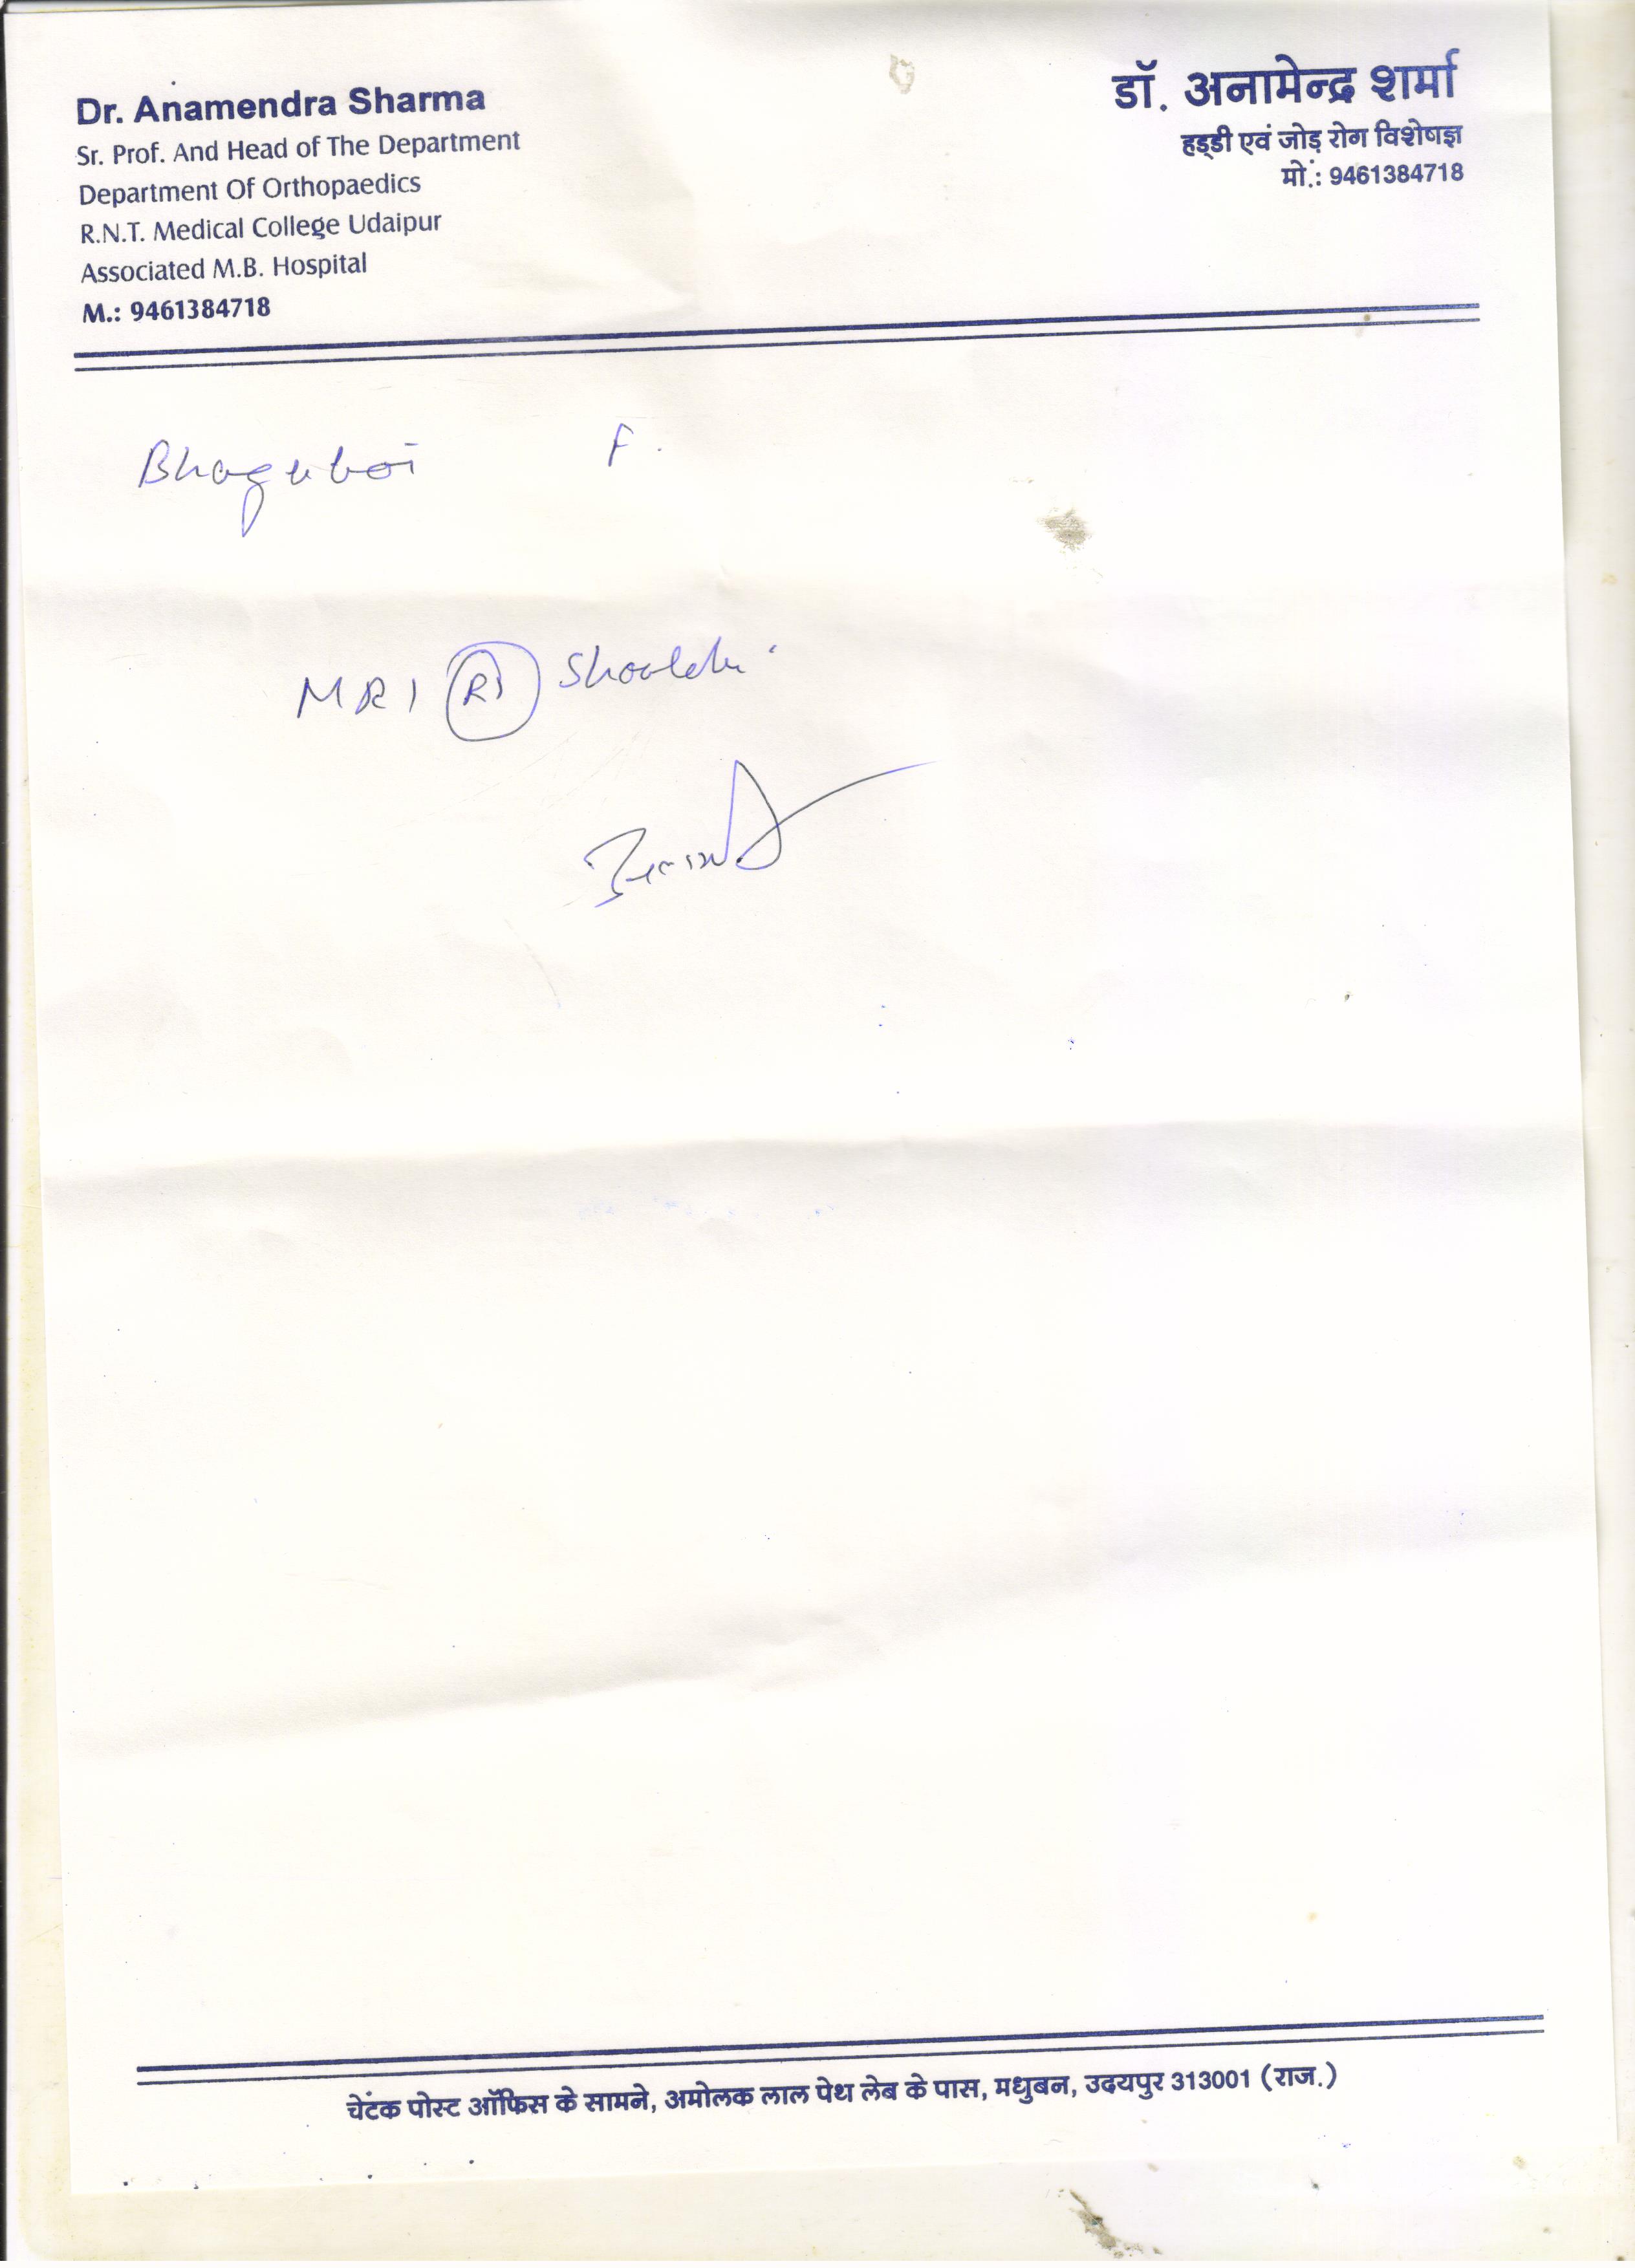 Dr. Anamendra Sharma
Sr. Prof. And Head of The Department
Department Of Orthopaedics
R.N.T. Medical College Udaipur
Associated M.B. Hospital
M.: 9461384718
डॉ. अनामेन्द्र शर्मा
हड्डी एवं जोड़ रोग विशेषज्ञ
मो.: 9461384718
Bhagubai F.
MRI Rt Shoulder
चेटक पोस्ट ऑफिस के सामने, अमोलक लाल पेथ लेब के पास, मधुबन, उदयपुर 313001 (राज.)